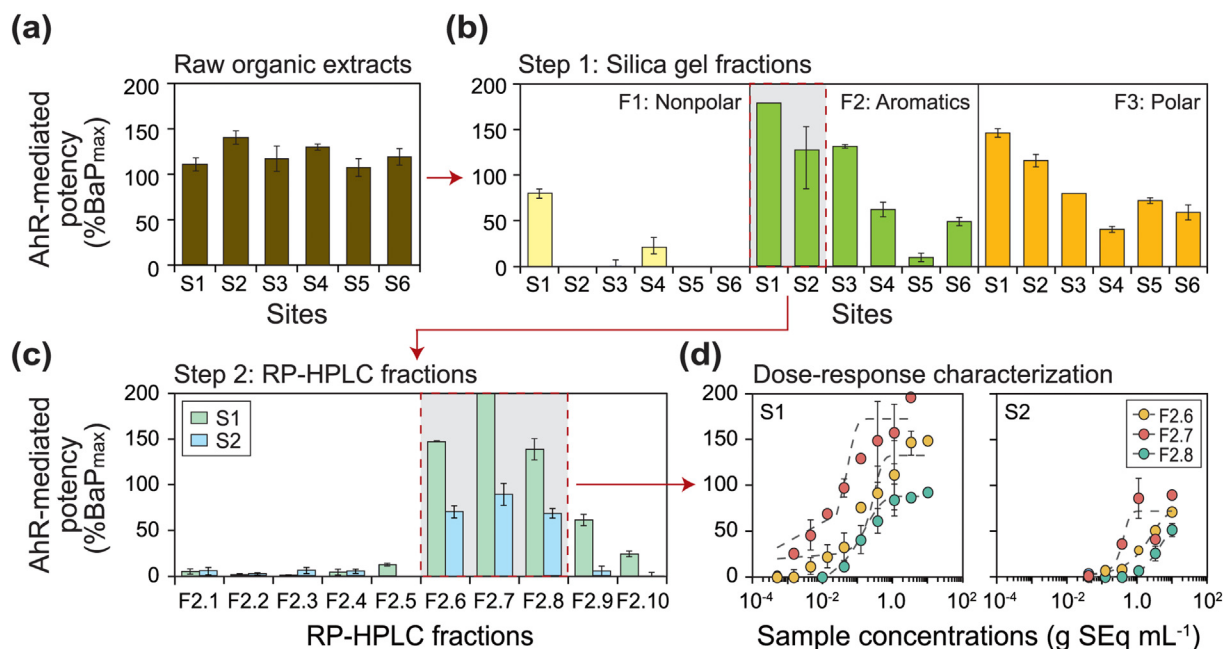 (a)
Raw organic extracts
AhR-mediated
potency
(%BaPmax)
200
150
100
50
0
S1 S2 S3 S4 S5 S6
Sites
(b)
Step 1: Silica gel fractions
F1: Nonpolar
F2: Aromatics
F3: Polar
200
150
100
50
0
S1 S2 S3 S4 S5 S6
S1 S2 S3 S4 S5 S6
S1 S2 S3 S4 S5 S6
Sites
(c)
Step 2: RP-HPLC fractions
S1
S2
AhR-mediated
potency
(%BaPmax)
200
150
100
50
0
F2.1 F2.2 F2.3 F2.4 F2.5 F2.6 F2.7 F2.8 F2.9 F2.10
RP-HPLC fractions
(d)
Dose-response characterization
S1
200
150
100
50
0
10⁻⁴ 10⁻² 1.0 10²
S2
F2.6
F2.7
F2.8
10⁻⁴ 10⁻² 1.0 10²
Sample concentrations (g SEq mL⁻¹)